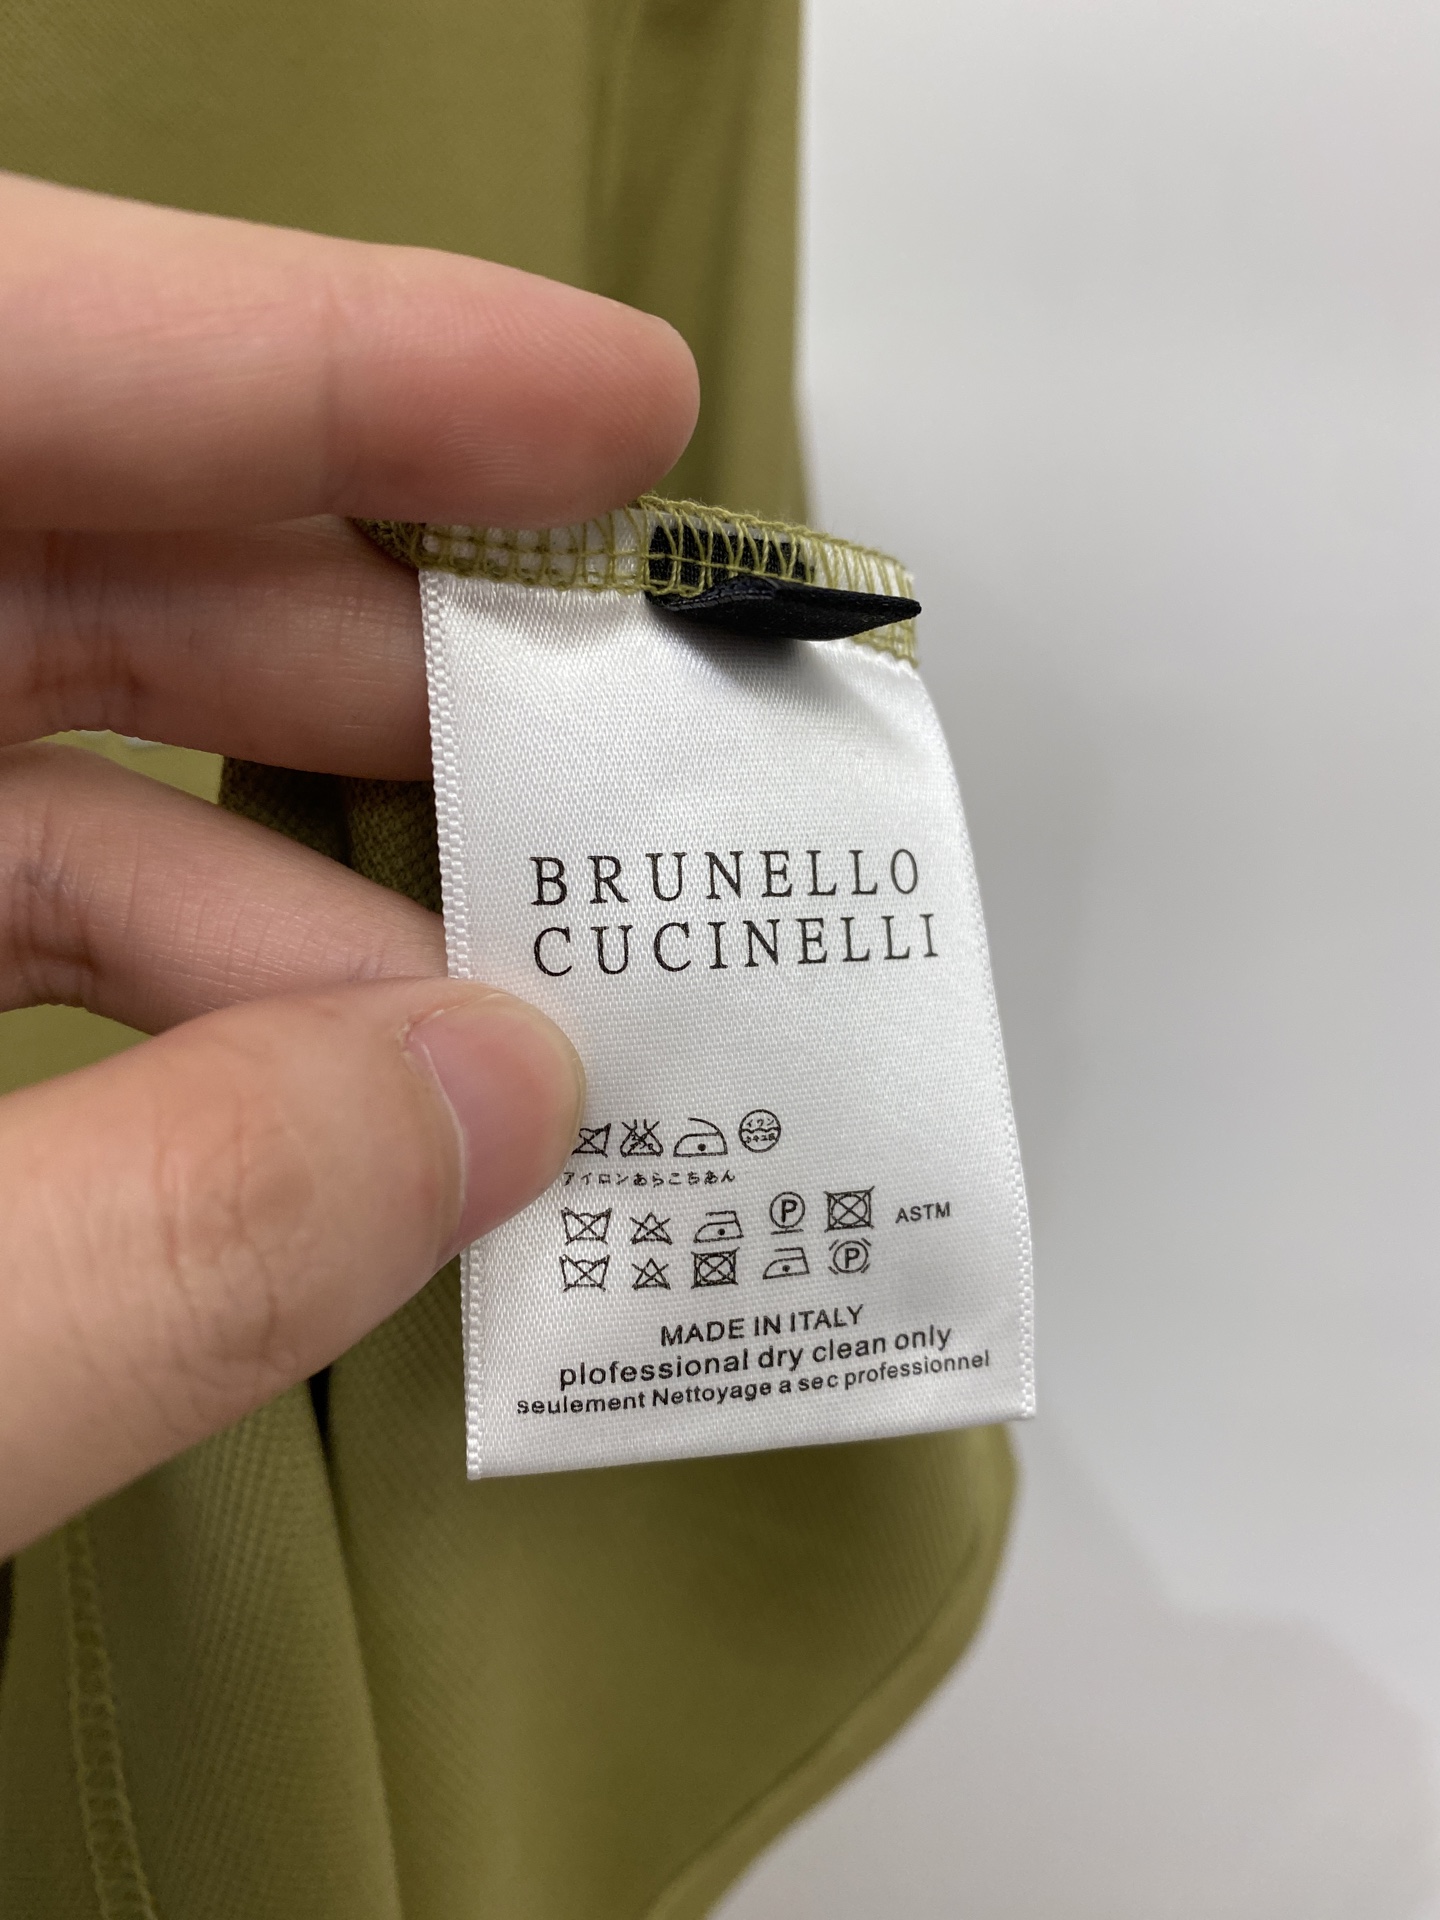 BRUNELLO
CUCINELLI
アイロンあらこちあん
P ASTM
P
MADE IN ITALY
plofessional dry clean only
seulement Nettoyage a sec professionnel